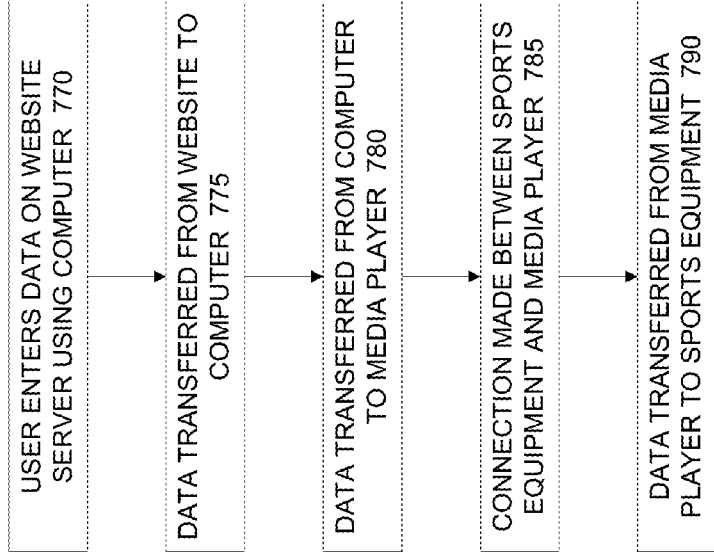 USER ENTERS DATA ON WEBSITE
SERVER USING COMPUTER 770
DATA TRANSFERRED FROM WEBSITE TO
COMPUTER 775
DATA TRANSFERRED FROM COMPUTER
TO MEDIA PLAYER 780
CONNECTION MADE BETWEEN SPORTS
EQUIPMENT AND MEDIA PLAYER 785
DATA TRANSFERRED FROM MEDIA
PLAYER TO SPORTS EQUIPMENT 790